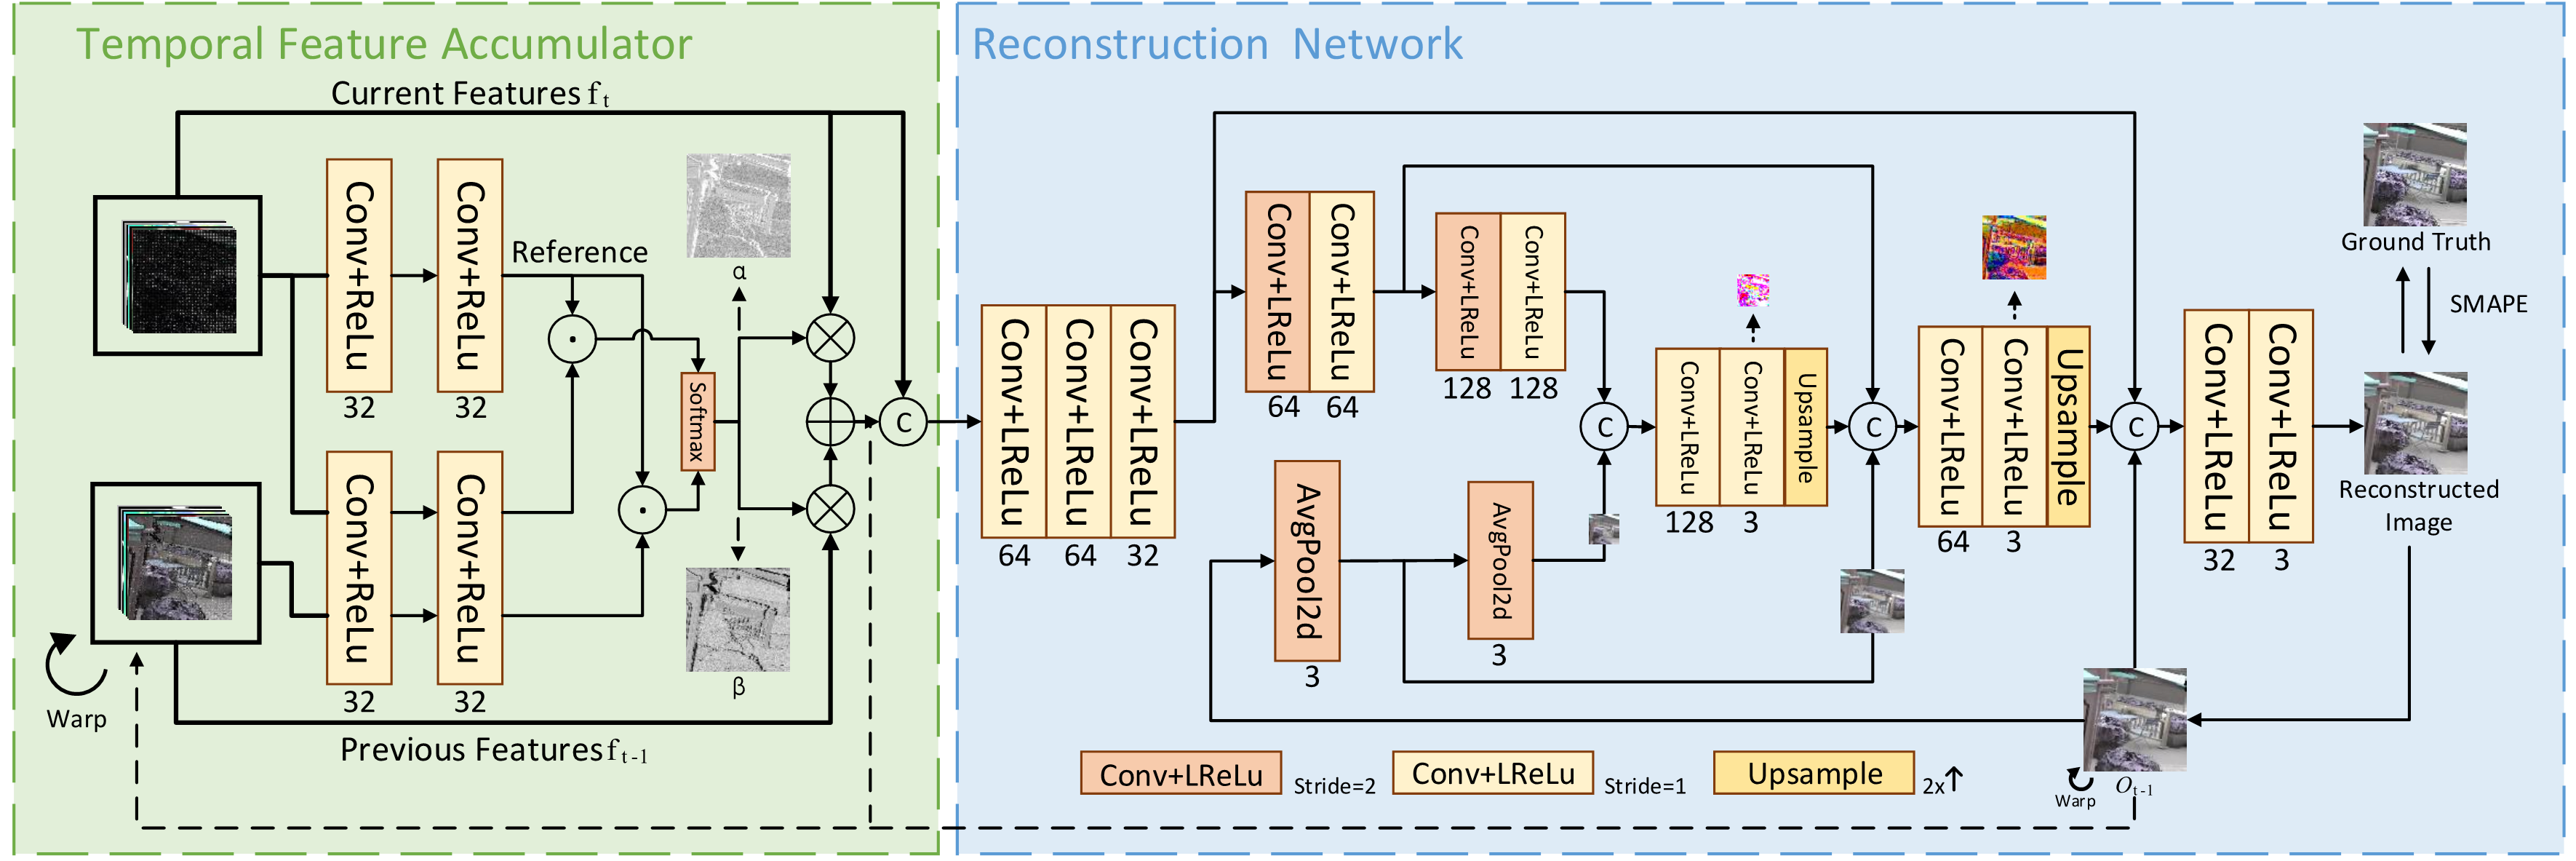 Temporal Feature Accumulator
Current Features f t
Conv+ReLu
32
Conv+ReLu
32
Reference
α
Softmax
Conv+ReLu
32
Conv+ReLu
32
β
Warp
Previous Features f t-1
C
Reconstruction Network
Conv+LReLu
64
Conv+LReLu
64
Conv+LReLu
32
Conv+LReLu
64
Conv+LReLu
64
Conv+LReLu
128
Conv+LReLu
128
AvgPool2d
3
AvgPool2d
3
C
Conv+LReLu
128
Conv+LReLu
3
Upsample
C
Conv+LReLu
64
Conv+LReLu
3
Upsample
C
Conv+LReLu
32
Conv+LReLu
3
Ground Truth
SMAPE
Reconstructed
Image
Warp
O t-1
Conv+LReLu Stride=2
Conv+LReLu Stride=1
Upsample 2x↑